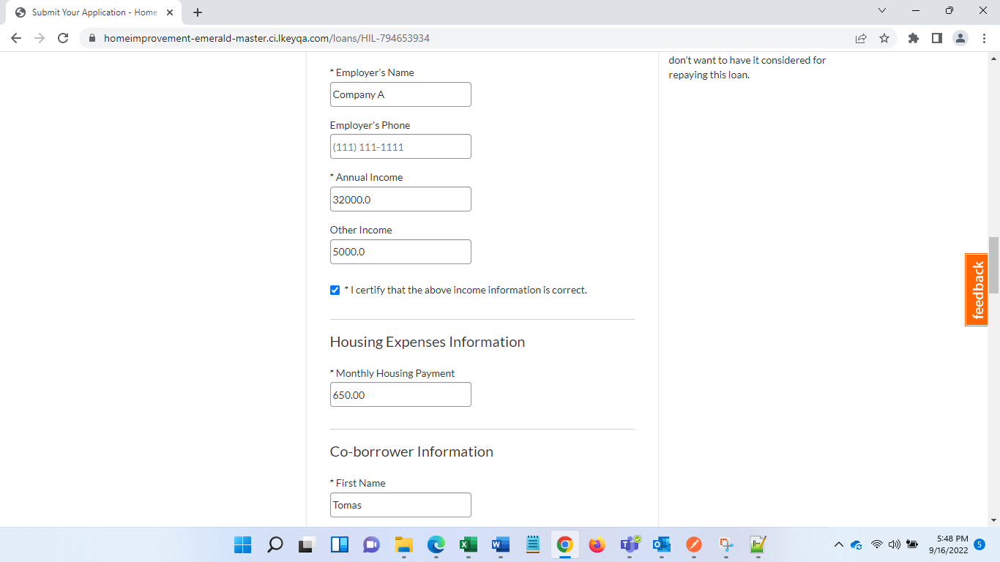 Submit Your Application - Home
homeimprovement-emerald-master.ci.lkeyqa.com/loans/HIL-794653934
don't want to have it considered for
repaying this loan.
* Employer's Name
Company A
Employer's Phone
(111) 111-1111
* Annual Income
32000.0
Other Income
5000.0
* I certify that the above income information is correct.
feedback
Housing Expenses Information
* Monthly Housing Payment
650.00
Co-borrower Information
* First Name
Tomas
5:48 PM
9/16/2022
5